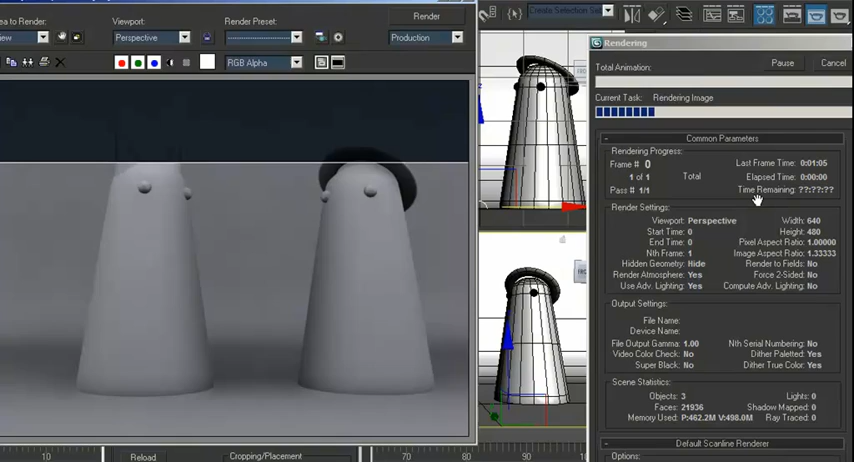 Viewport:
Render Preset:
Render
Perspective
Production
RGB Alpha
Create Selection Set
Rendering
Total Animation:
Pause
Cancel
Current Task: Rendering Image
Common Parameters
Rendering Progress:
Frame # 0
Last Frame Time: 0:01:05
1 of 1 Total
Elapsed Time: 0:00:00
Pass # 1/1
Time Remaining: ??:??:??
Render Settings:
Viewport: Perspective
Width: 640
Start Time: 0
Height: 480
End Time: 0
Pixel Aspect Ratio: 1.00000
Nth Frame: 1
Image Aspect Ratio: 1.33333
Hidden Geometry: Hide
Render to Fields: No
Render Atmosphere: Yes
Force 2-Sided: No
Use Adv. Lighting: Yes
Compute Adv. Lighting: No
Output Settings:
File Name:
Device Name:
File Output Gamma: 1.00
Nth Serial Numbering: No
Video Color Check: No
Dither Paletted: Yes
Super Black: No
Dither True Color: Yes
Scene Statistics:
Objects: 3
Lights: 0
Faces: 21936
Shadow Mapped: 0
Memory Used: P:462.2M V:498.0M
Ray Traced: 0
Default Scanline Renderer
Options:
10
70
80
90
Reload
Cropping/Placement